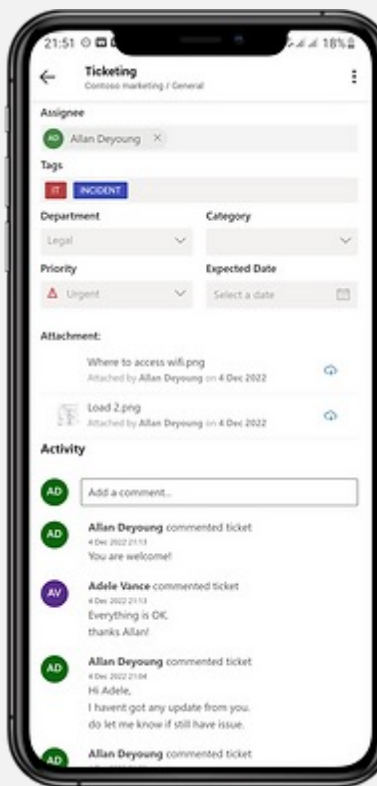 21:51
18%
Ticketing
Contoso marketing / General
Assignee
AD Allan Deyoung ×
Tags
IT INCIDENT
Department Category
Legal
Priority Expected Date
Urgent Select a date
Attachment:
Where to access wifi.png
Attached by Allan Deyoung on 4 Dec 2022
Load 2.png
Attached by Allan Deyoung on 4 Dec 2022
Activity
AD Add a comment...
AD Allan Deyoung commented ticket
4 Dec 2022 21:13
You are welcome!
AV Adele Vance commented ticket
4 Dec 2022 21:13
Everything is OK.
thanks Allan!
AD Allan Deyoung commented ticket
4 Dec 2022 21:04
Hi Adele,
I havent got any update from you.
do let me know if still have issue.
AD Allan Deyoung commented ticket